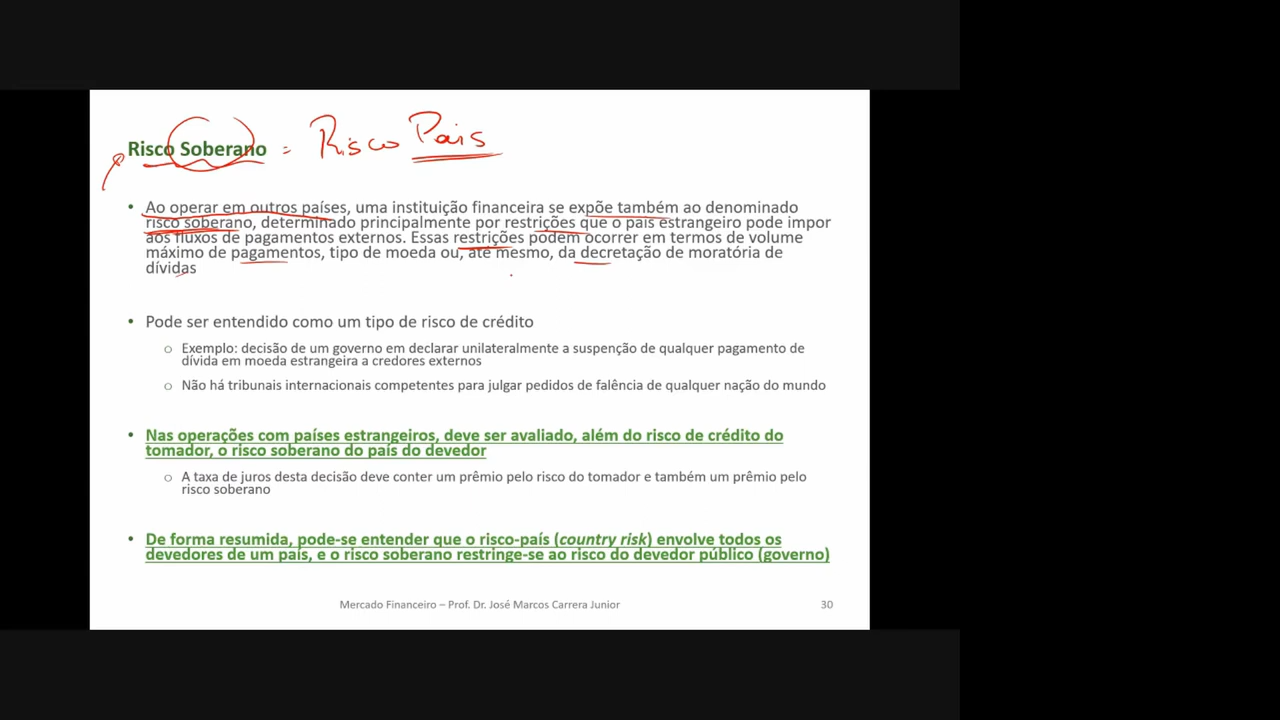 Risco Soberano = Risco País
• Ao operar em outros países, uma instituição financeira se expõe também ao denominado
risco soberano, determinado principalmente por restrições que o país estrangeiro pode impor
aos fluxos de pagamentos externos. Essas restrições podem ocorrer em termos de volume
máximo de pagamentos, tipo de moeda ou, até mesmo, da decretação de moratória de
dívidas
• Pode ser entendido como um tipo de risco de crédito
o Exemplo: decisão de um governo em declarar unilateralmente a suspenção de qualquer pagamento de
dívida em moeda estrangeira a credores externos
o Não há tribunais internacionais competentes para julgar pedidos de falência de qualquer nação do mundo
• Nas operações com países estrangeiros, deve ser avaliado, além do risco de crédito do
tomador, o risco soberano do país do devedor
o A taxa de juros desta decisão deve conter um prêmio pelo risco do tomador e também um prêmio pelo
risco soberano
• De forma resumida, pode-se entender que o risco-país (country risk) envolve todos os
devedores de um país, e o risco soberano restringe-se ao risco do devedor público (governo)
Mercado Financeiro – Prof. Dr. José Marcos Carrera Junior 30